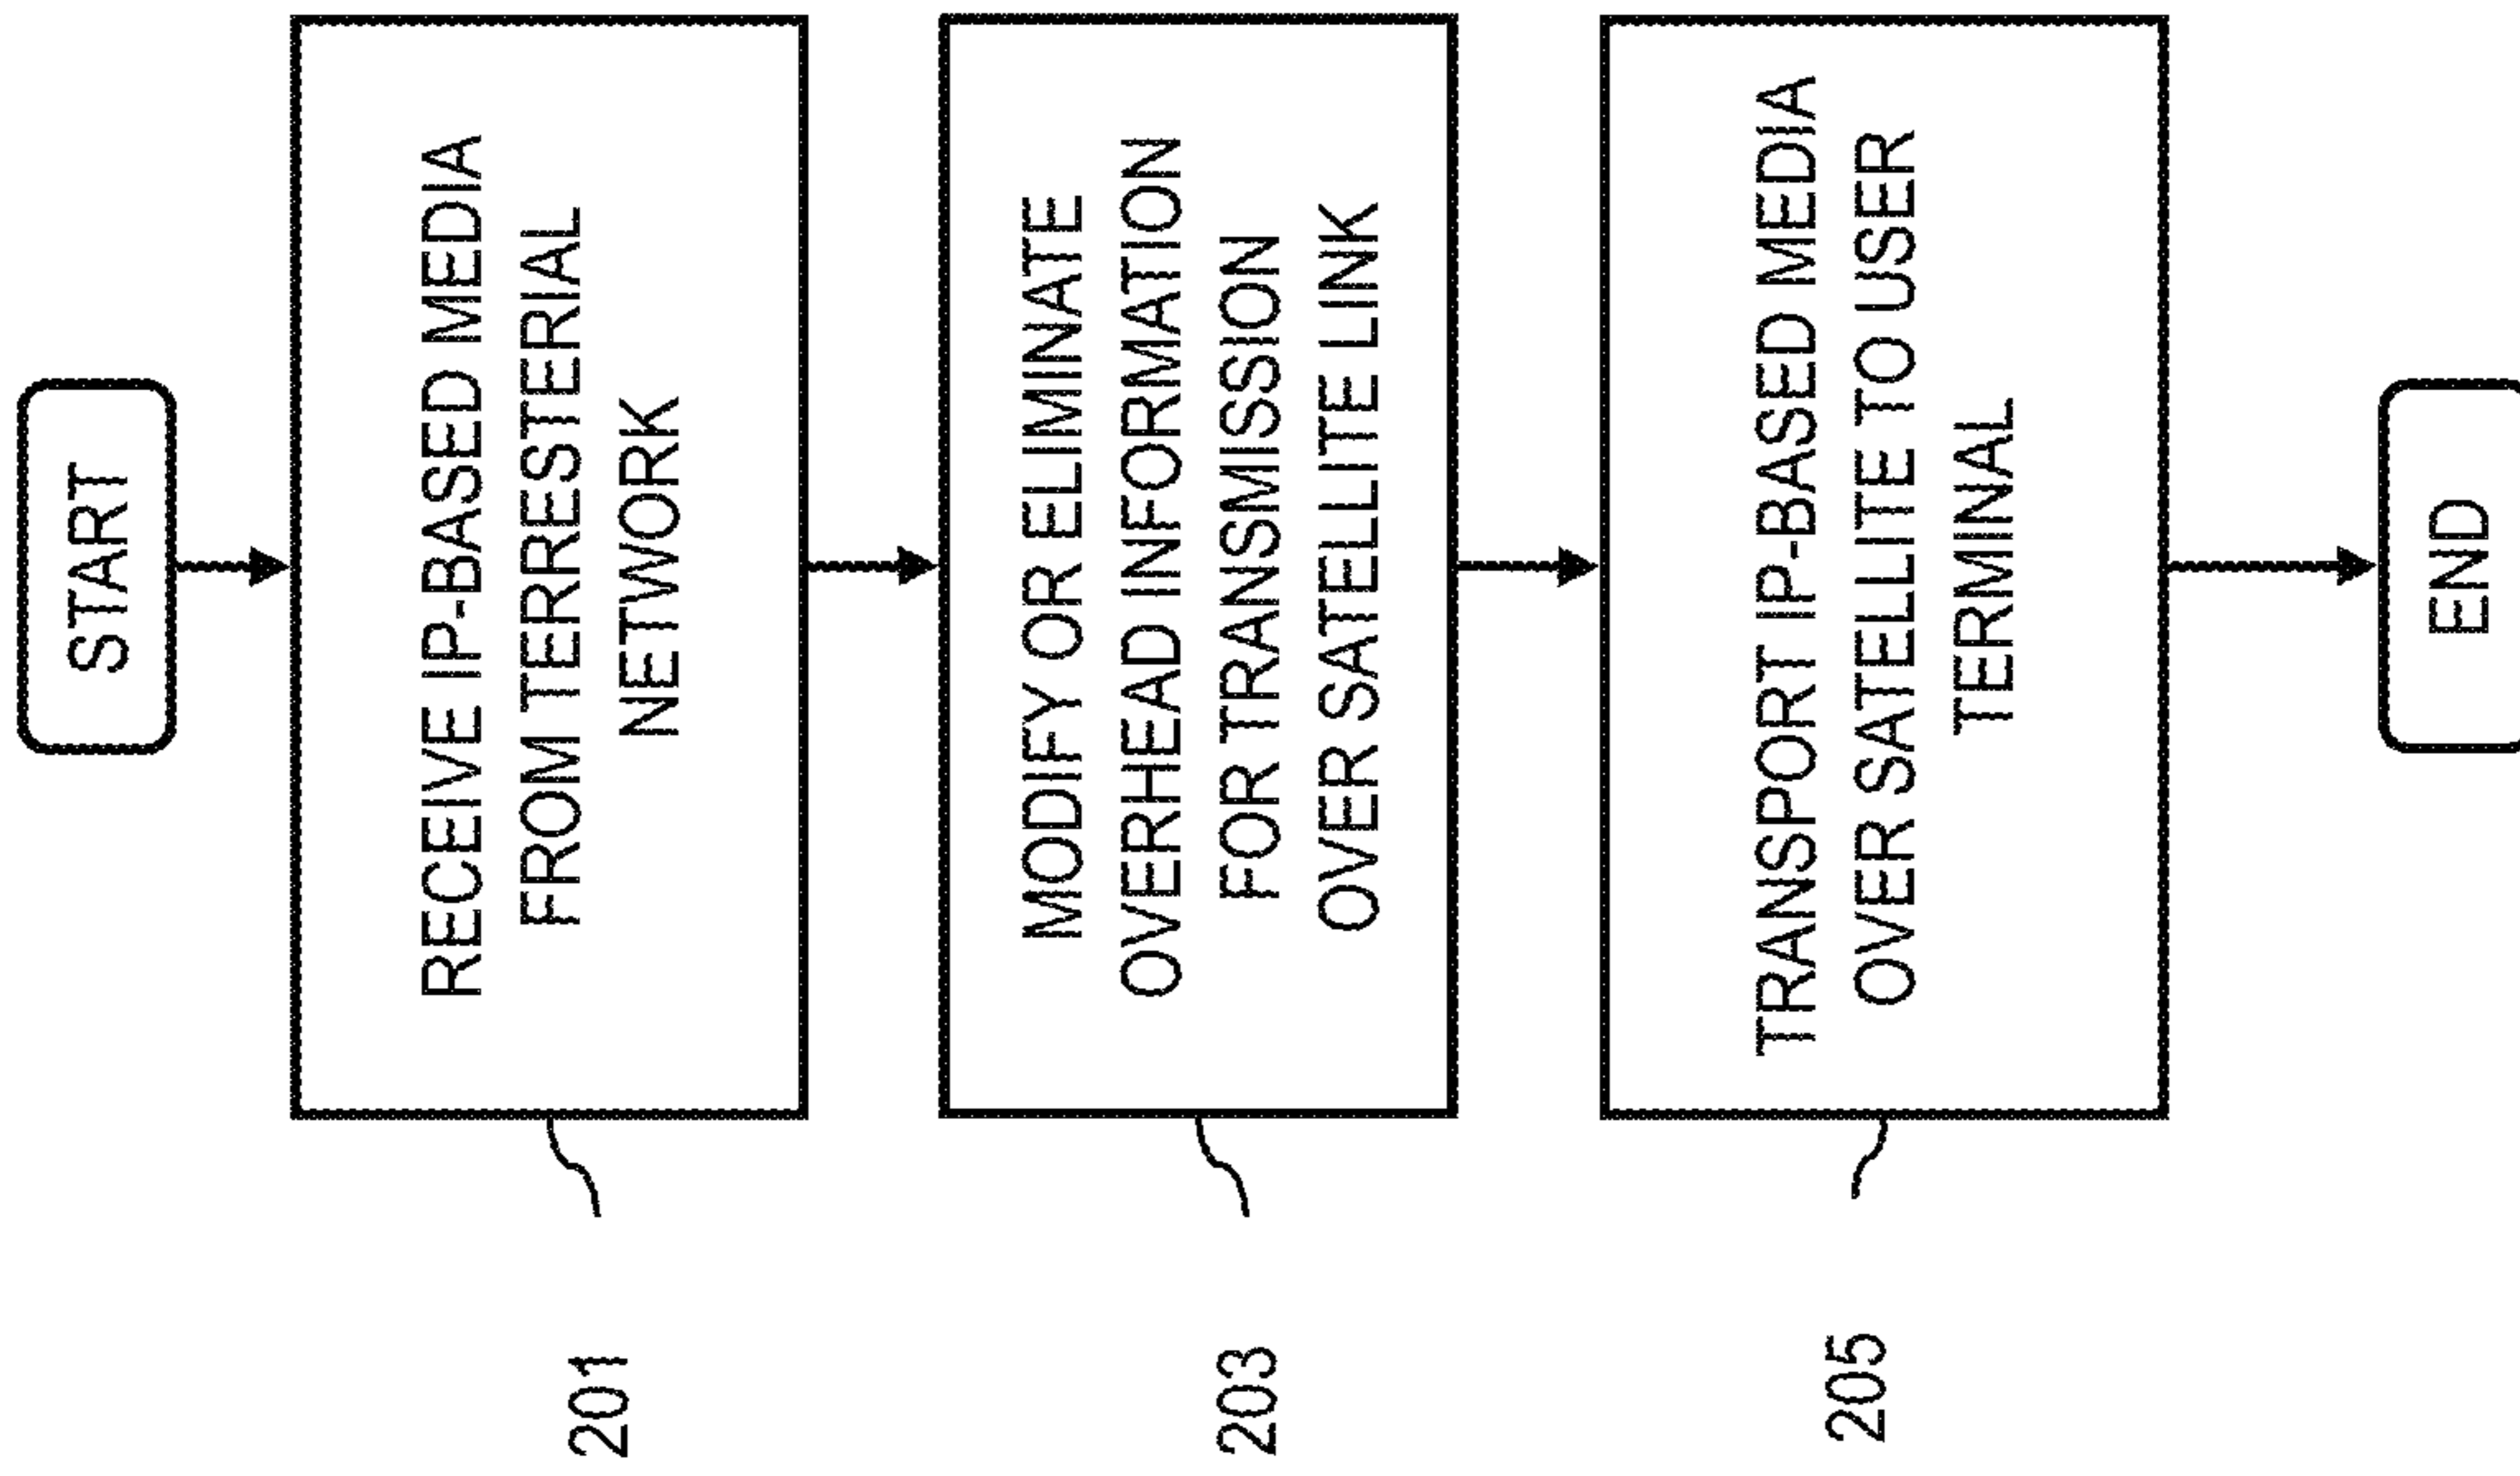 START
RECEIVE IP-BASED MEDIA
FROM TERRESTERIAL
NETWORK
201
MODIFY OR ELIMINATE
OVERHEAD INFORMATION
FOR TRANSMISSION
OVER SATELLITE LINK
203
TRANSPORT IP-BASED MEDIA
OVER SATELLITE TO USER
TERMINAL
205
END